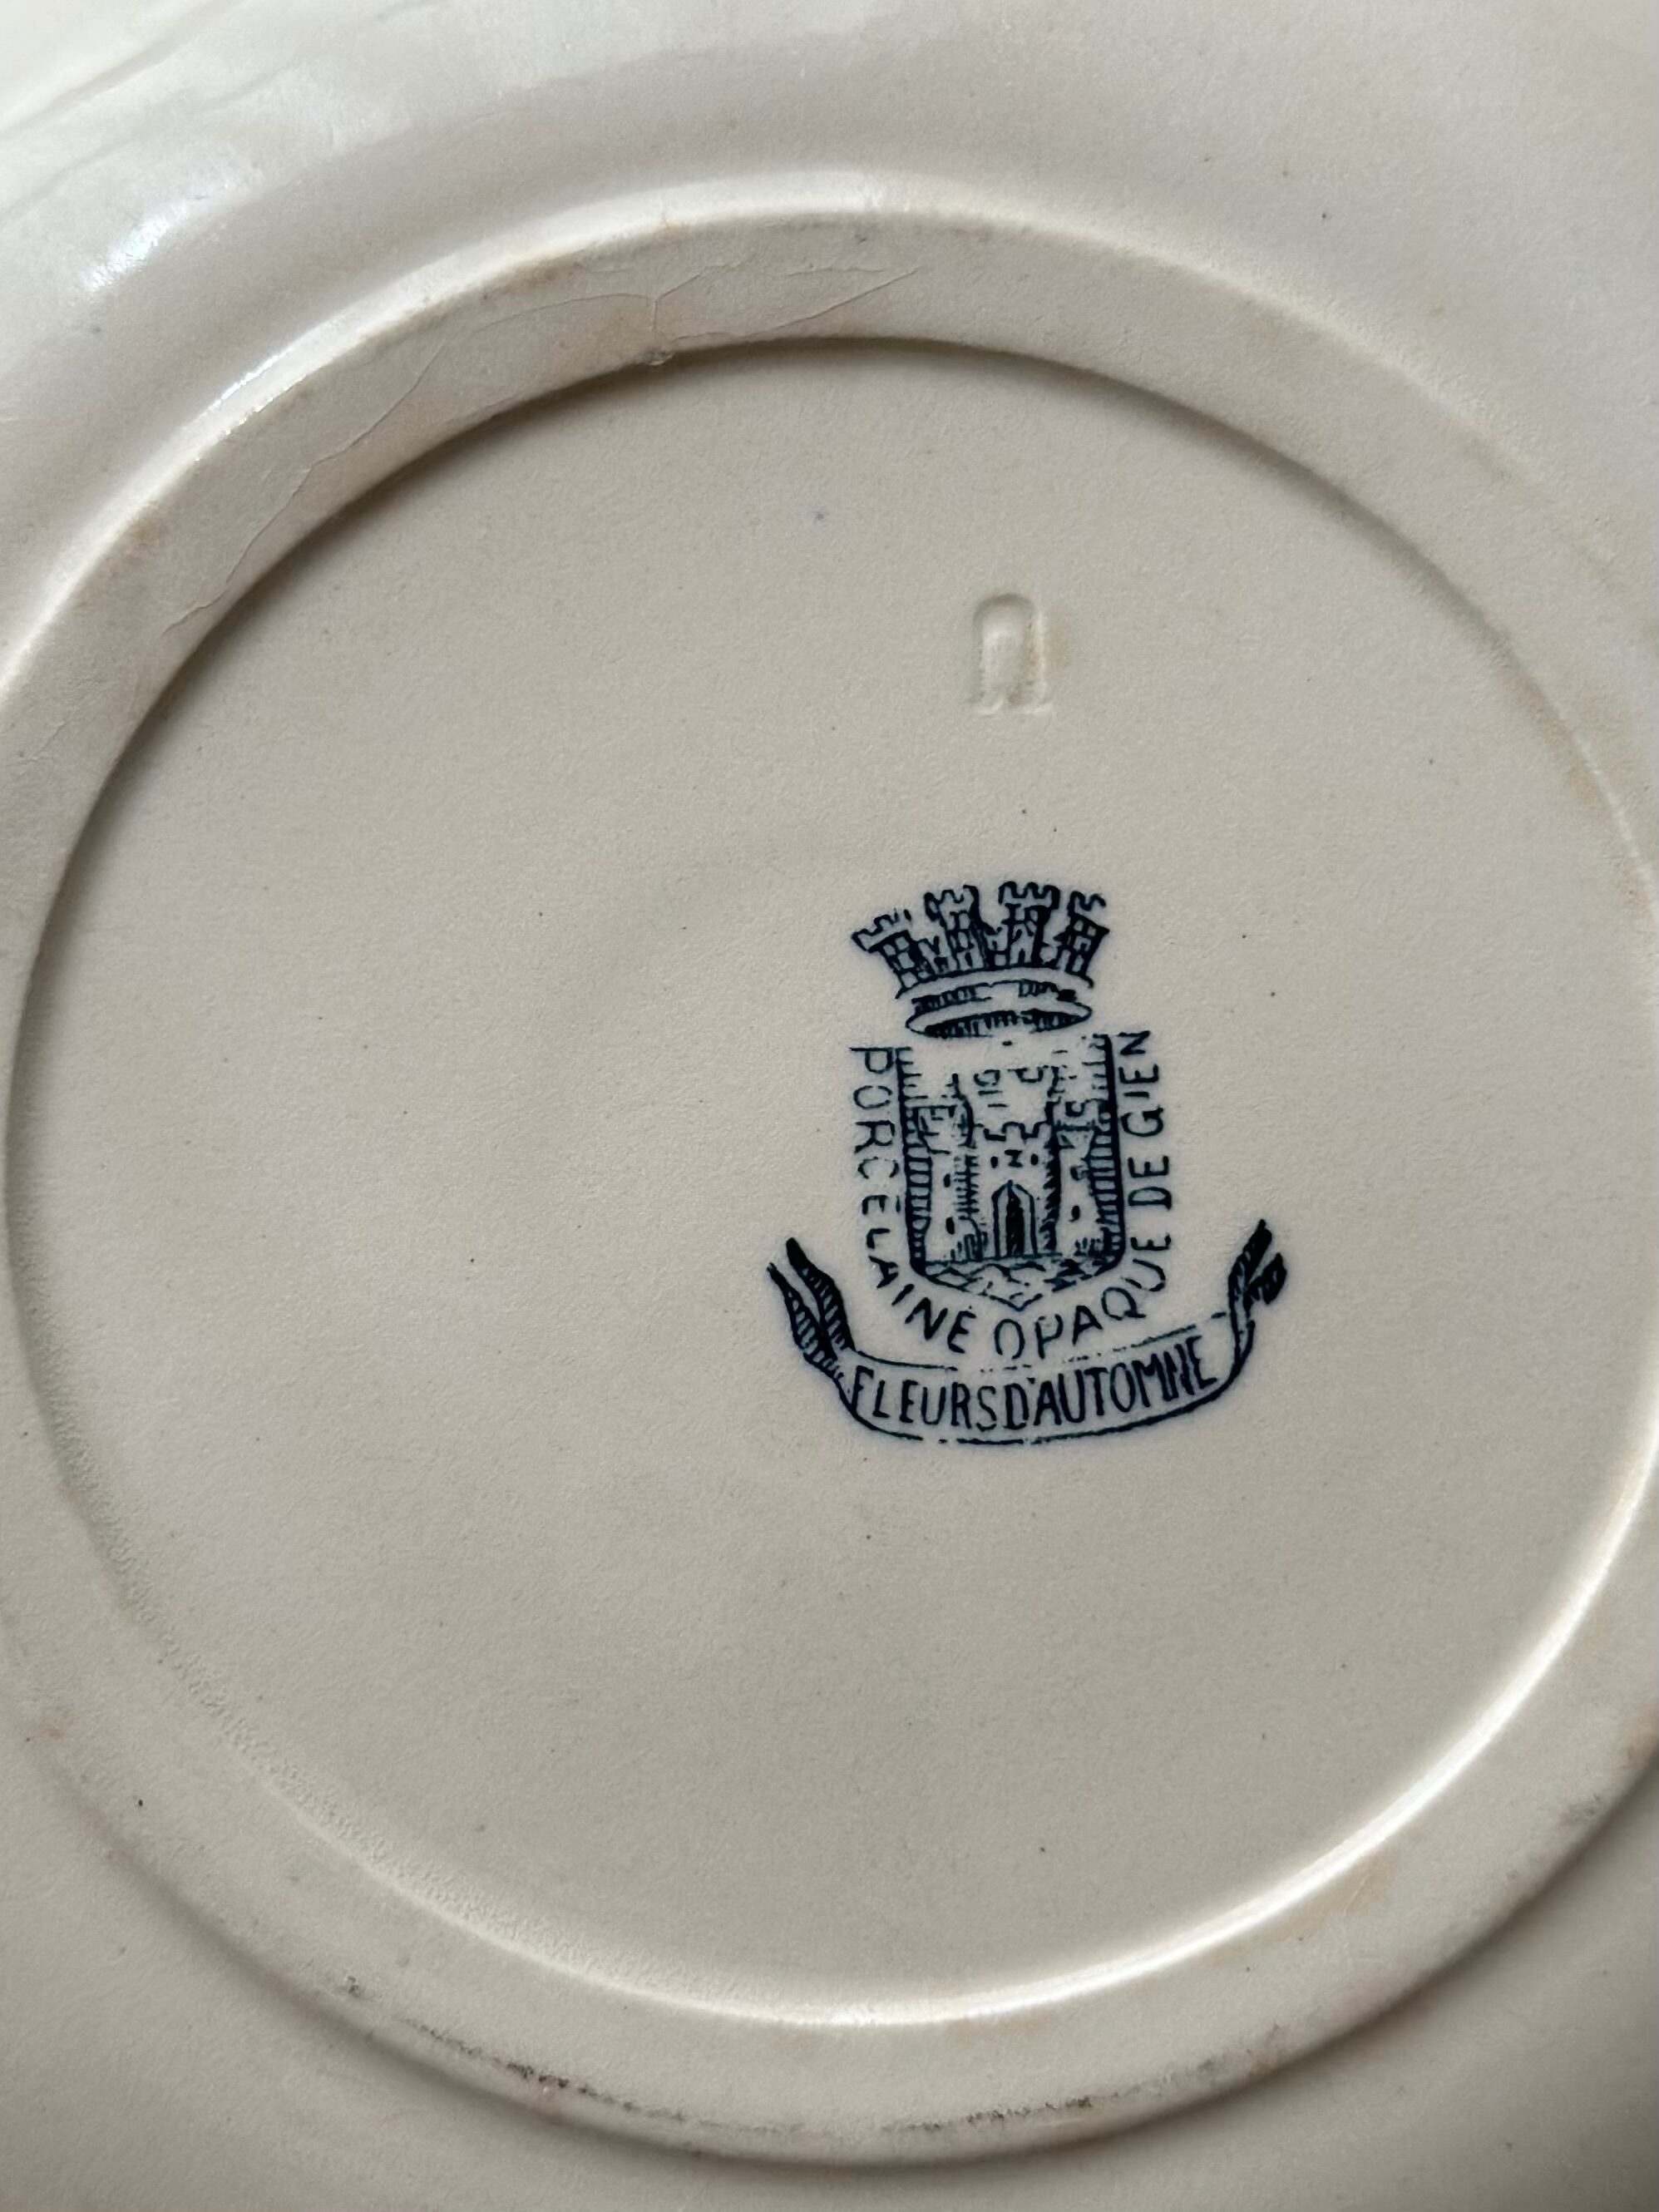 PORCELAINE OPAQUE DE GIEN
FLEURS D'AUTOMNE